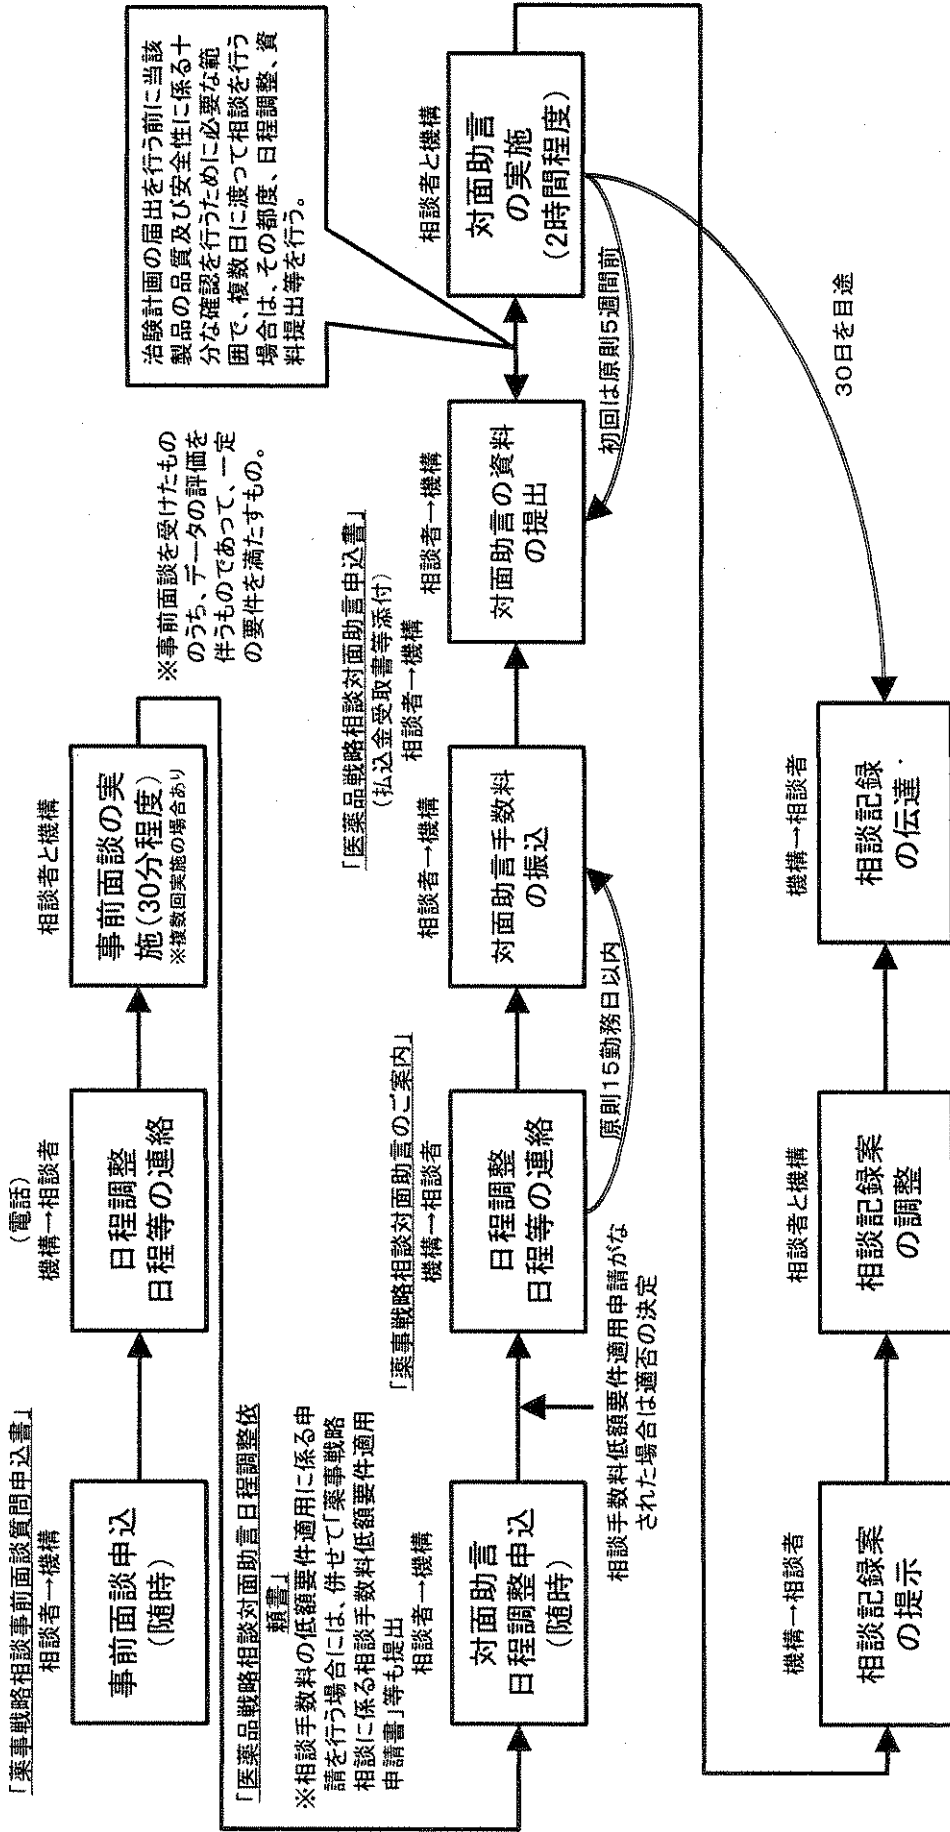 「薬事戦略相談事前面談質問申込書」
相談者→機構
事前面談申込
(随時)
(電話)
機構→相談者
日程調整
日程等の連絡
相談者と機構
事前面談の実
施(30分程度)
※複数回実施の場合あり
※事前面談を受けたもの
のうち、データの評価を
伴うものであって、一定
の要件を満たすもの。
「医薬品戦略相談対面助言日程調整依
頼書」
※相談手数料の低額要件適用に係る申
請を行う場合には、併せて「薬事戦略
相談に係る相談手数料低額要件適用
申請書」等も提出
相談者→機構
対面助言
日程調整申込
(随時)
相談手数料低額要件適用申請がな
された場合は適否の決定
「薬事戦略相談対面助言のご案内」
機構→相談者
日程調整
日程等の連絡
原則15勤務日以内
相談者→機構
対面助言手数料
の振込
「医薬品戦略相談対面助言申込書」
(払込金受取書等添付)
相談者→機構
相談者→機構
対面助言の資料
の提出
初回は原則5週間前
治験計画の届出を行う前に当該
製品の品質及び安全性に係る十
分な確認を行うために必要な範
囲で、複数日に渡って相談を行う
場合は、その都度、日程調整、資
料提出等を行う。
相談者と機構
対面助言
の実施
(2時間程度)
30日を目途
機構→相談者
相談記録案
の提示
相談者と機構
相談記録案
の調整
機構→相談者
相談記録
の伝達